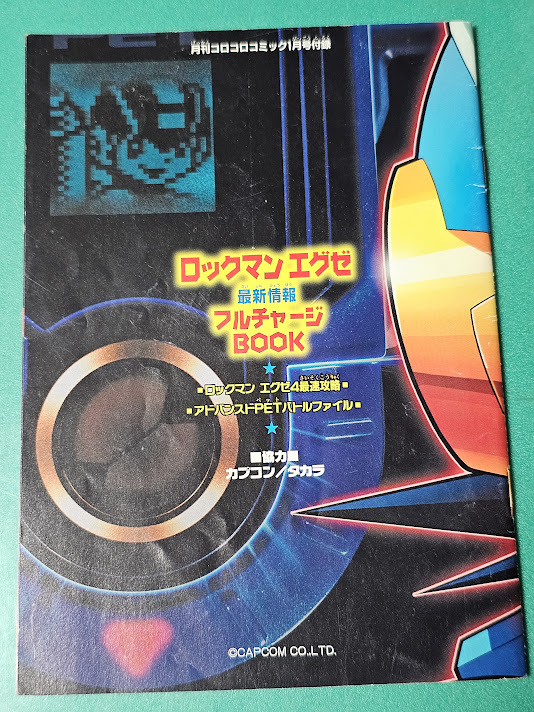 PET
月刊コロコロコミック1月号付録
ロックマン エグゼ
最新情報
フルチャージ
BOOK
★
■ロックマン エグゼ4最速攻略■
■アドバンスドPETバトルファイル■
★
■協力■
カプコン/タカラ
©CAPCOM CO.,LTD.